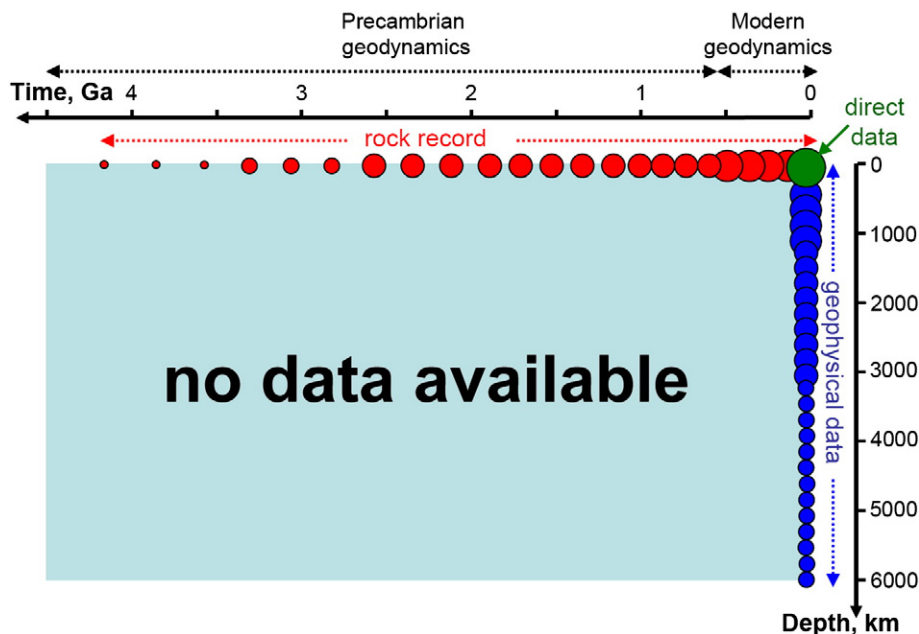 Precambrian
geodynamics
Modern
geodynamics
Time, Ga 4 3 2 1 0
direct
data
rock record
0
1000
2000
3000
4000
5000
6000
geophysical data
no data available
Depth, km